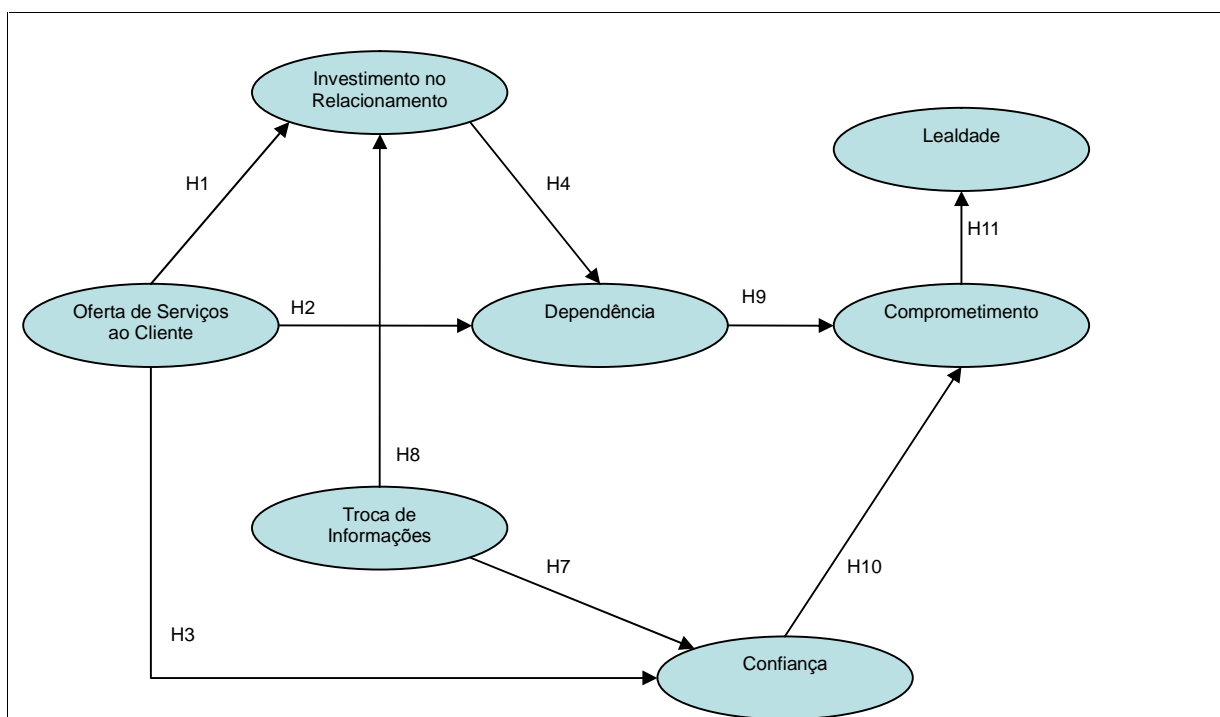 Investimento no
Relacionamento
Lealdade
H1
H4
H11
Oferta de Serviços
ao Cliente
H2
Dependência
H9
Comprometimento
H8
Troca de
Informações
H7
H10
H3
Confiança